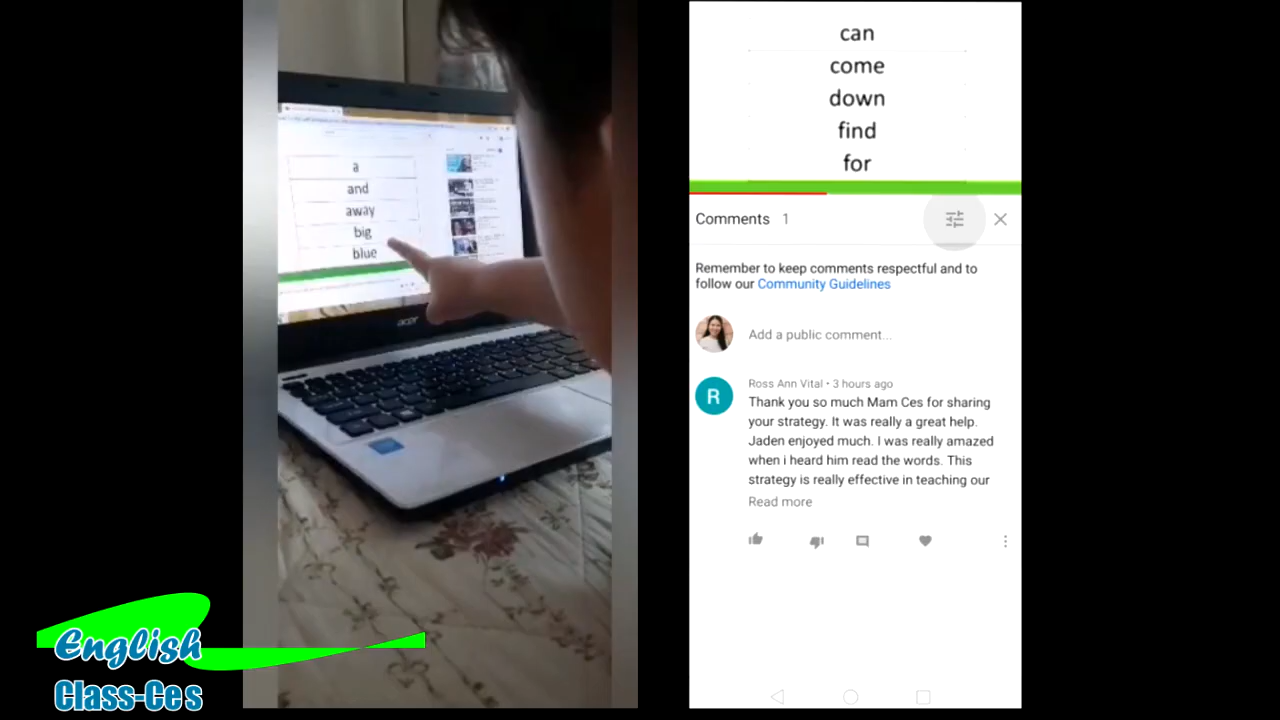 a
and
away
big
blue
acer
can
come
down
find
for
Comments 1
Remember to keep comments respectful and to
follow our Community Guidelines
Add a public comment...
Ross Ann Vital • 3 hours ago
R
Thank you so much Mam Ces for sharing
your strategy. It was really a great help.
Jaden enjoyed much. I was really amazed
when i heard him read the words. This
strategy is really effective in teaching our
Read more
English
Class-Ces